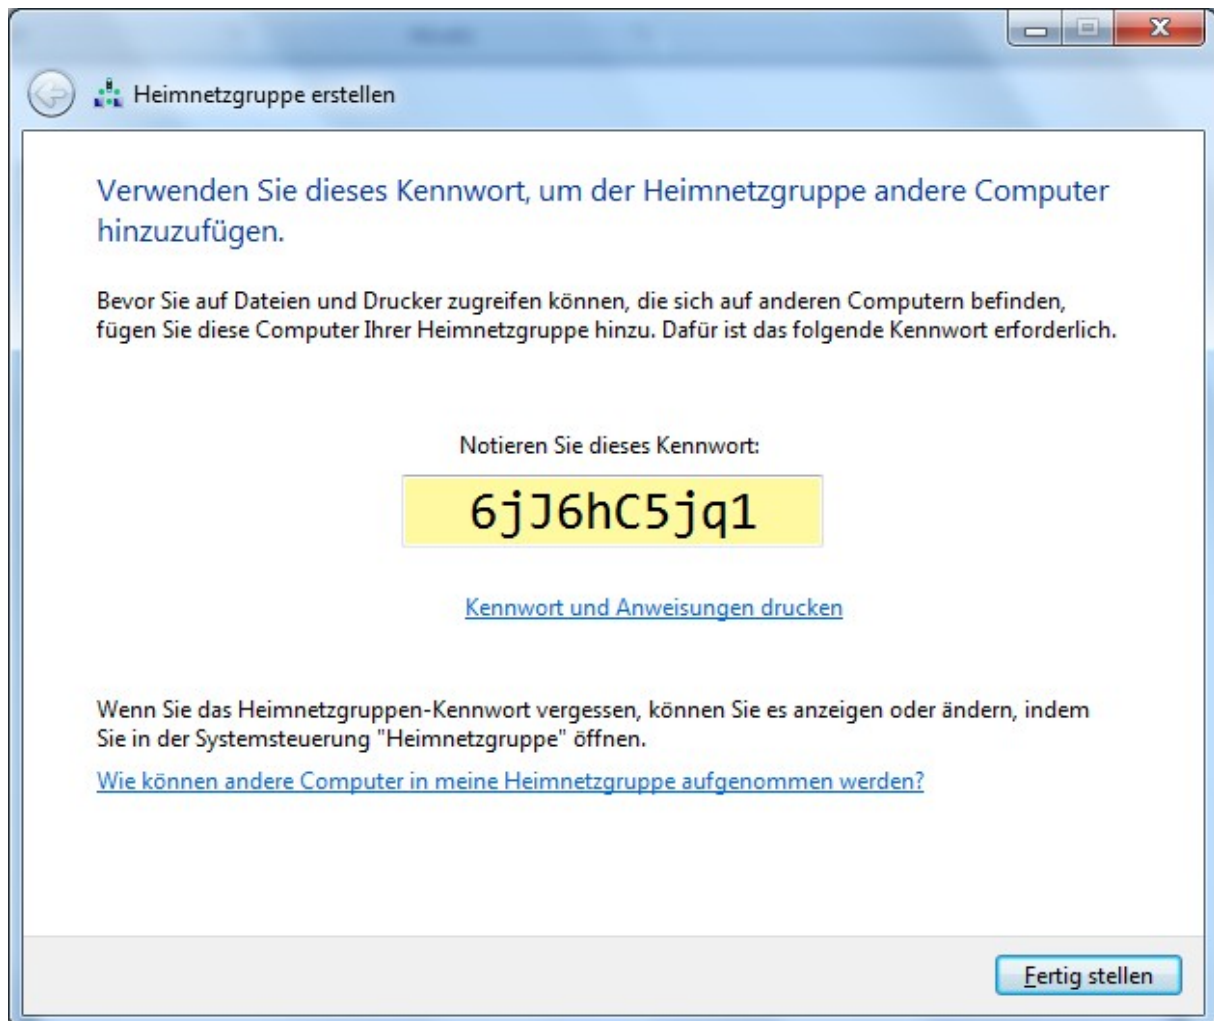 Heimnetzgruppe erstellen
Verwenden Sie dieses Kennwort, um der Heimnetzgruppe andere Computer
hinzuzufügen.
Bevor Sie auf Dateien und Drucker zugreifen können, die sich auf anderen Computern befinden,
fügen Sie diese Computer Ihrer Heimnetzgruppe hinzu. Dafür ist das folgende Kennwort erforderlich.
Notieren Sie dieses Kennwort:
6jJ6hC5jq1
Kennwort und Anweisungen drucken
Wenn Sie das Heimnetzgruppen-Kennwort vergessen, können Sie es anzeigen oder ändern, indem
Sie in der Systemsteuerung "Heimnetzgruppe" öffnen.
Wie können andere Computer in meine Heimnetzgruppe aufgenommen werden?
Fertig stellen